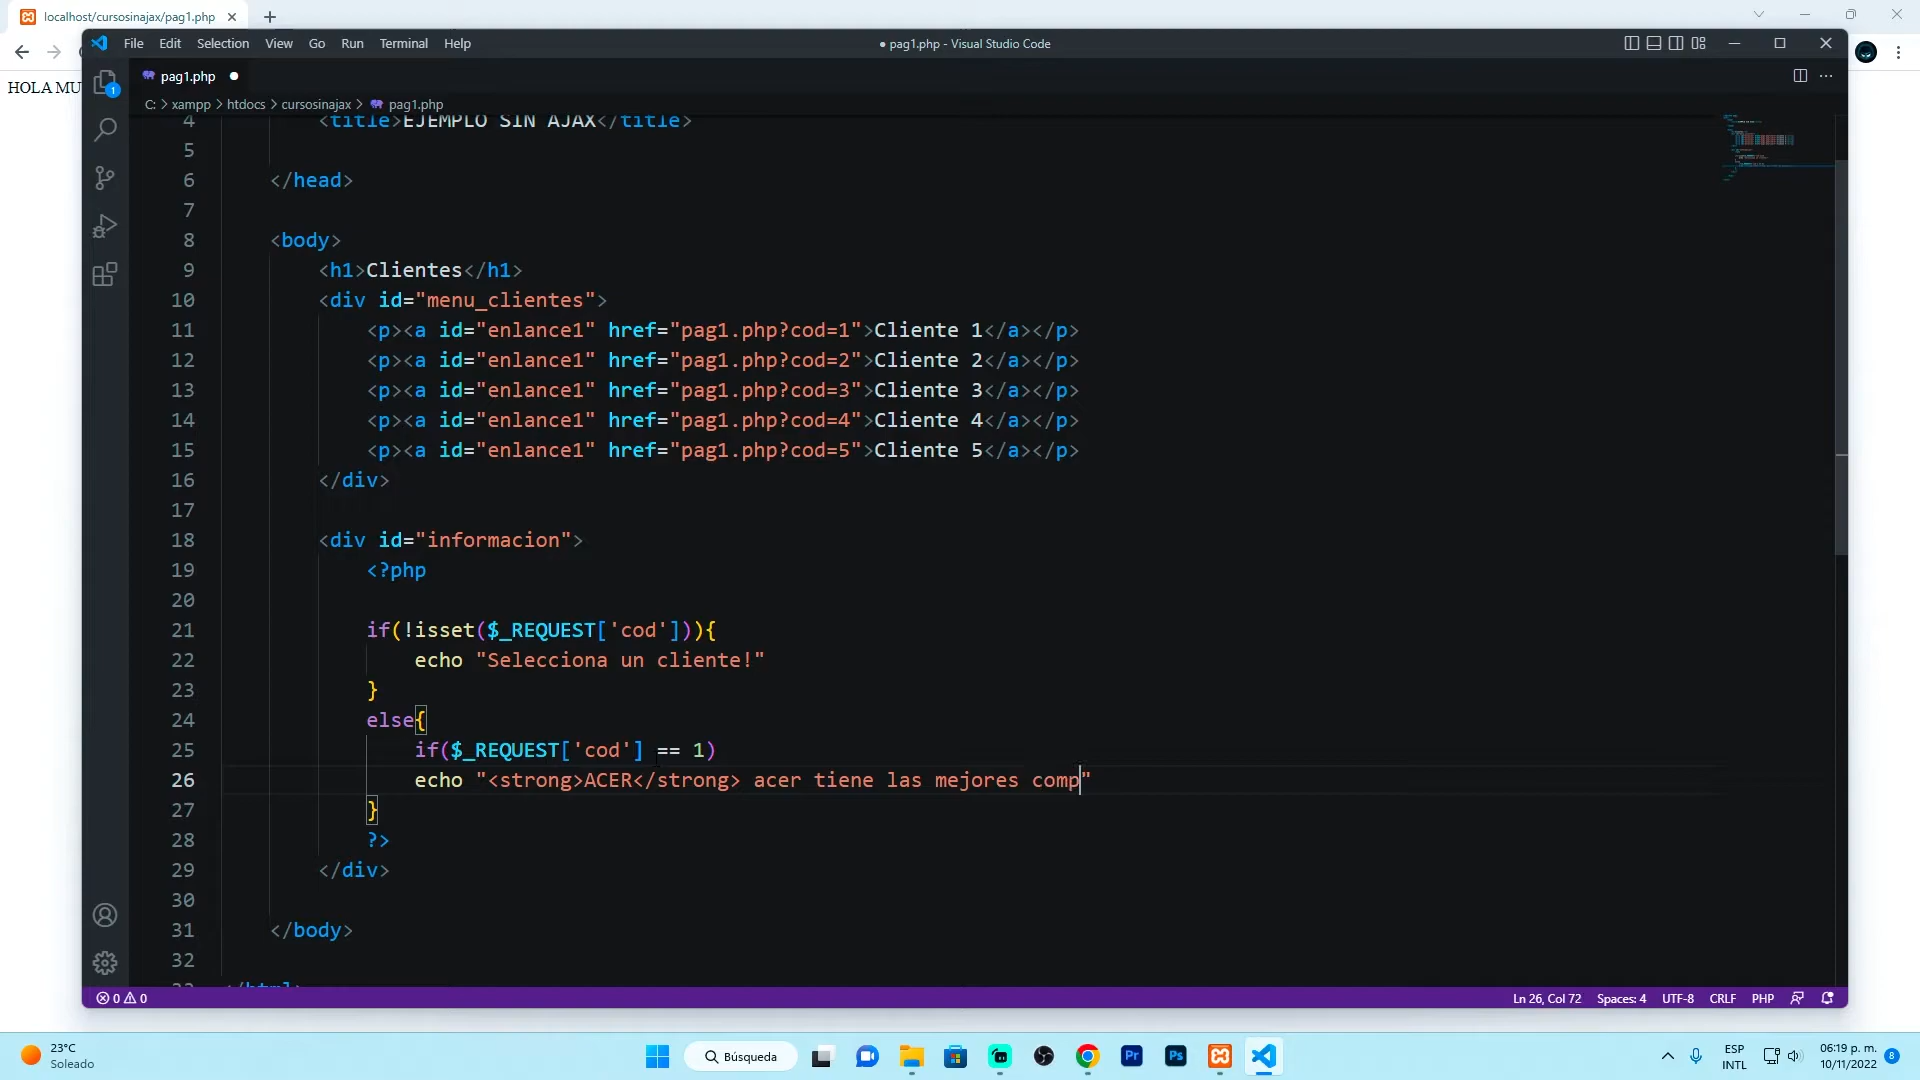 localhost/cursosinajax/pag1.php
File Edit Selection View Go Run Terminal Help
● pag1.php - Visual Studio Code
HOLA MU
1
pag1.php
C: > xampp > htdocs > cursosinajax > pag1.php
4 <title>EJEMPLO SIN AJAX</title>
5
6 </head>
7
8 <body>
9 <h1>Clientes</h1>
10 <div id="menu_clientes">
11 <p><a id="enlance1" href="pag1.php?cod=1">Cliente 1</a></p>
12 <p><a id="enlance1" href="pag1.php?cod=2">Cliente 2</a></p>
13 <p><a id="enlance1" href="pag1.php?cod=3">Cliente 3</a></p>
14 <p><a id="enlance1" href="pag1.php?cod=4">Cliente 4</a></p>
15 <p><a id="enlance1" href="pag1.php?cod=5">Cliente 5</a></p>
16 </div>
17
18 <div id="informacion">
19 <?php
20
21 if(!isset($_REQUEST['cod'])){
22 echo "Selecciona un cliente!"
23 }
24 else{
25 if($_REQUEST['cod'] == 1)
26 echo "<strong>ACER</strong> acer tiene las mejores comp"
27 }
28 ?>
29 </div>
30
31 </body>
32
33 </html>
0 0
Ln 26, Col 72 Spaces: 4 UTF-8 CRLF PHP
23°C
Soleado
Búsqueda
Pr
Ps
ESP
INTL
06:19 p. m.
10/11/2022
8